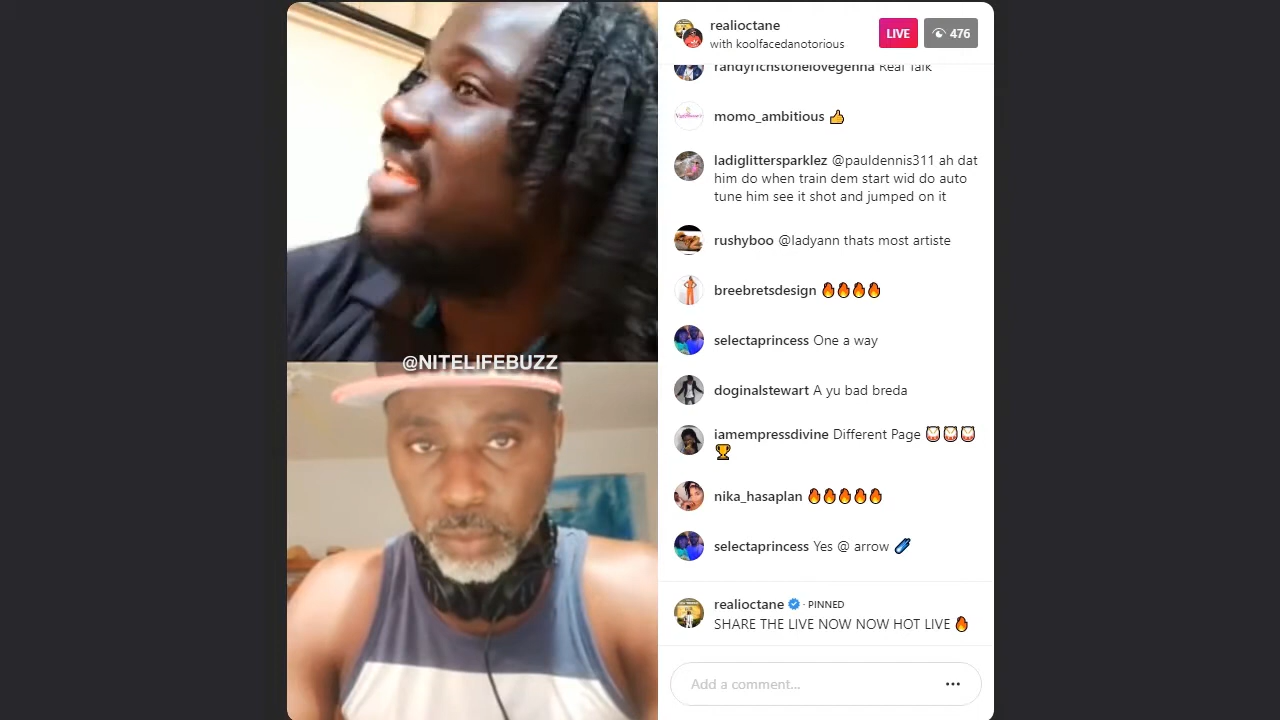 realioctane
with koolfacedanotorious
LIVE
476
randyrichstonelovegenna Real Talk
momo_ambitious 👍
ladiglittersparklez @pauldennis311 ah dat
him do when train dem start wid do auto
tune him see it shot and jumped on it
rushyboo @ladyann thats most artiste
breebretsdesign 🔥🔥🔥🔥
selectaprincess One a way
doginalstewart A yu bad breda
iamempressdivine Different Page 🥁🥁🥁
🏆
nika_hasaplan 🔥🔥🔥🔥🔥
selectaprincess Yes @ arrow
realioctane · PINNED
SHARE THE LIVE NOW NOW HOT LIVE 🔥
Add a comment...
@NITELIFEBUZZ